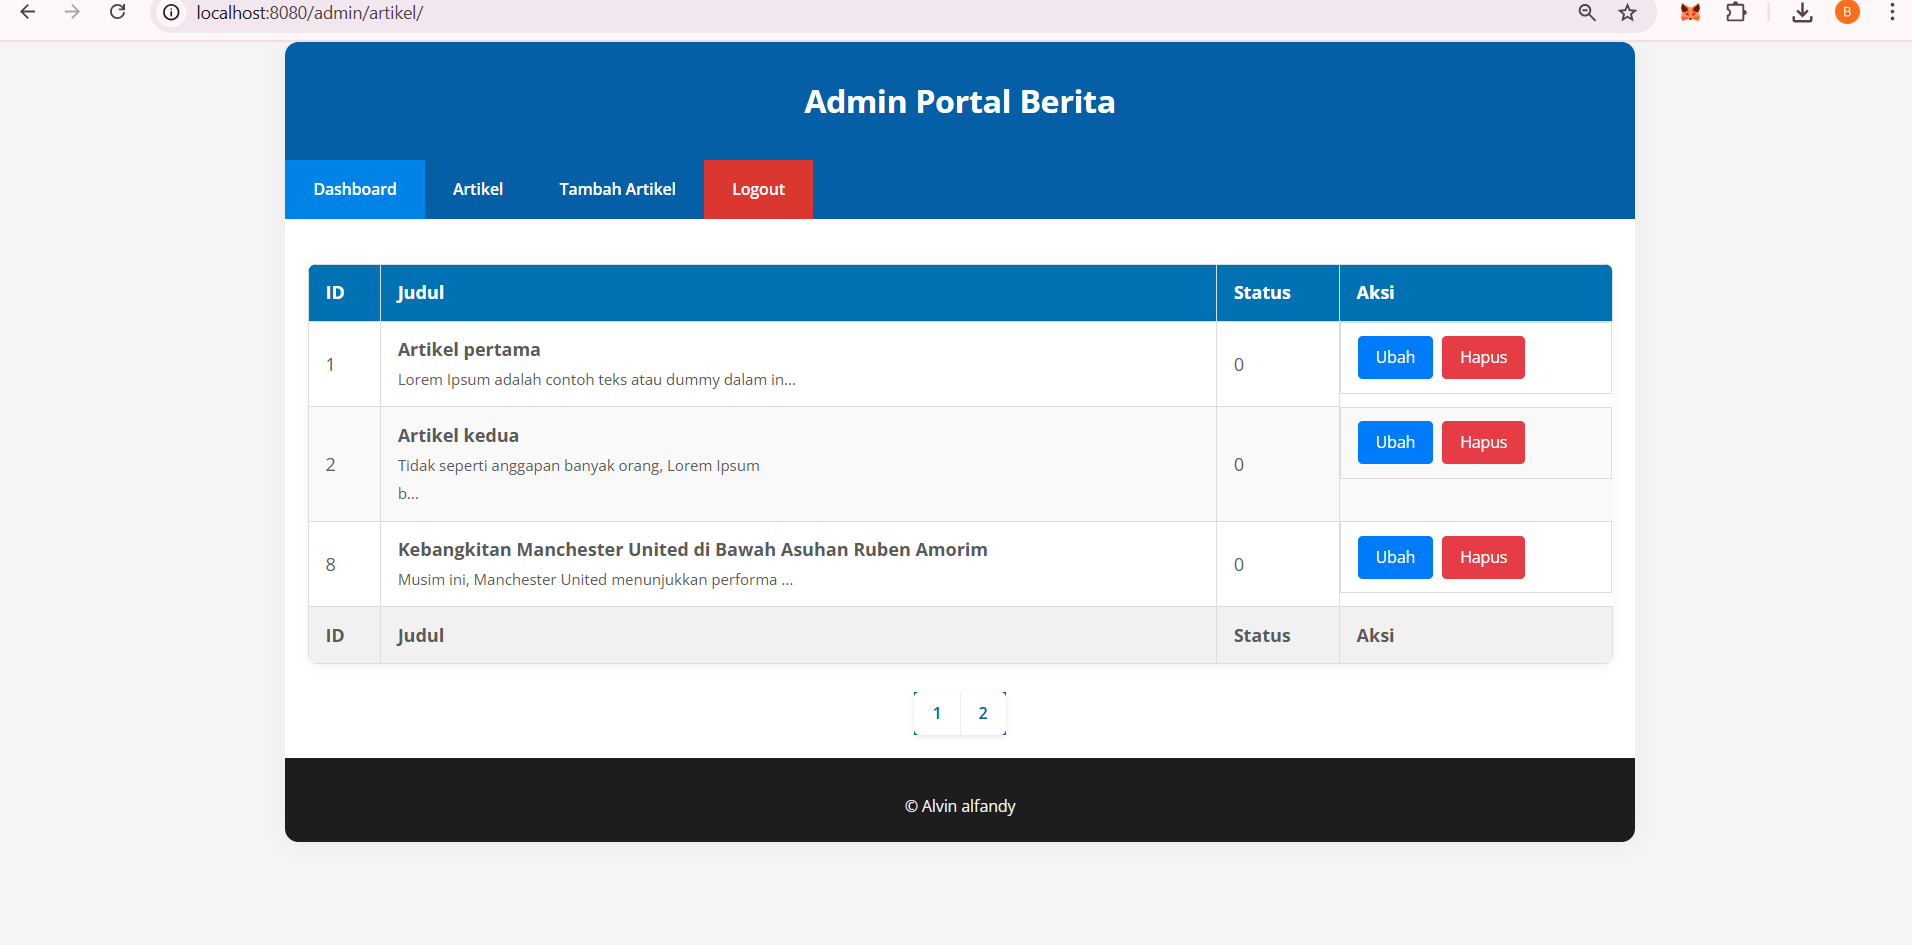 localhost:8080/admin/artikel/
B
Admin Portal Berita
Dashboard Artikel Tambah Artikel Logout
ID Judul Status Aksi
1 Artikel pertama 0 Ubah Hapus
Lorem Ipsum adalah contoh teks atau dummy dalam in...
2 Artikel kedua 0 Ubah Hapus
Tidak seperti anggapan banyak orang, Lorem Ipsum
b...
8 Kebangkitan Manchester United di Bawah Asuhan Ruben Amorim 0 Ubah Hapus
Musim ini, Manchester United menunjukkan performa ...
ID Judul Status Aksi
1 2
© Alvin alfandy